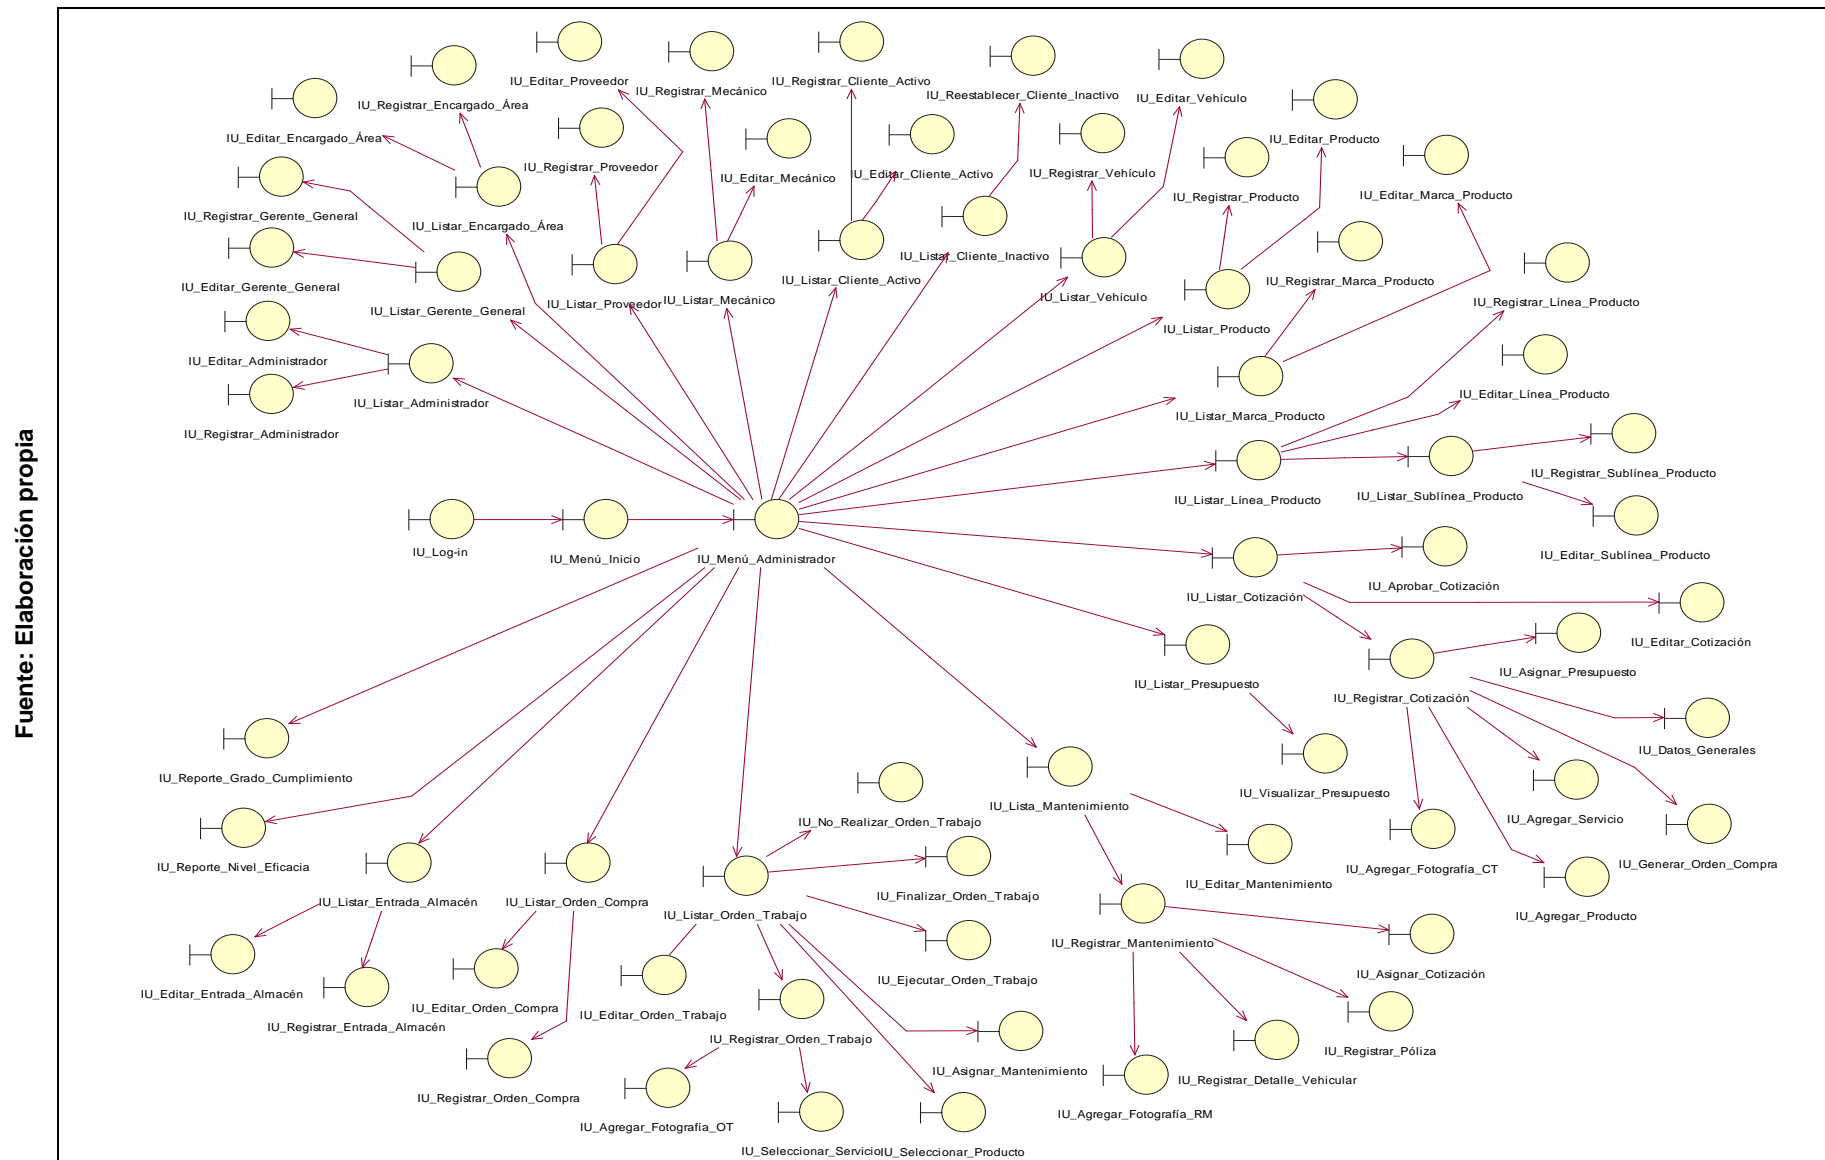 Fuente: Elaboración propia
IU_Editar_Proveedor
IU_Registrar_Mecánico
IU_Registrar_Cliente_Activo
IU_Reestablecer_Cliente_Inactivo
IU_Editar_Vehículo
IU_Registrar_Encargado_Área
IU_Editar_Encargado_Área
IU_Registrar_Proveedor
IU_Editar_Mecánico
IU_Editar_Cliente_Activo
IU_Registrar_Vehículo
IU_Editar_Producto
IU_Registrar_Producto
IU_Editar_Marca_Producto
IU_Registrar_Gerente_General
IU_Listar_Encargado_Área
IU_Listar_Cliente_Inactivo
IU_Editar_Gerente_General
IU_Listar_Gerente_General
IU_Listar_Proveedor
IU_Listar_Mecánico
IU_Listar_Cliente_Activo
IU_Listar_Vehículo
IU_Registrar_Marca_Producto
IU_Registrar_Línea_Producto
IU_Listar_Producto
IU_Editar_Administrador
IU_Listar_Administrador
IU_Registrar_Administrador
IU_Listar_Marca_Producto
IU_Editar_Línea_Producto
IU_Registrar_Sublínea_Producto
IU_Listar_Línea_Producto
IU_Listar_Sublínea_Producto
IU_Log-in
IU_Menú_Inicio
IU_Menú_Administrador
IU_Editar_Sublínea_Producto
IU_Aprobar_Cotización
IU_Listar_Cotización
IU_Editar_Cotización
IU_Asignar_Presupuesto
IU_Listar_Presupuesto
IU_Registrar_Cotización
IU_Datos_Generales
IU_Reporte_Grado_Cumplimiento
IU_Visualizar_Presupuesto
IU_Lista_Mantenimiento
IU_No_Realizar_Orden_Trabajo
IU_Agregar_Servicio
IU_Reporte_Nivel_Eficacia
IU_Agregar_Fotografía_CT
IU_Generar_Orden_Compra
IU_Editar_Mantenimiento
IU_Finalizar_Orden_Trabajo
IU_Listar_Entrada_Almacén
IU_Listar_Orden_Compra
IU_Listar_Orden_Trabajo
IU_Agregar_Producto
IU_Registrar_Mantenimiento
IU_Asignar_Cotización
IU_Ejecutar_Orden_Trabajo
IU_Editar_Entrada_Almacén
IU_Editar_Orden_Compra
IU_Editar_Orden_Trabajo
IU_Registrar_Entrada_Almacén
IU_Registrar_Orden_Trabajo
IU_Registrar_Póliza
IU_Asignar_Mantenimiento
IU_Registrar_Detalle_Vehicular
IU_Registrar_Orden_Compra
IU_Agregar_Fotografía_RM
IU_Agregar_Fotografía_OT
IU_Seleccionar_Servicio
IU_Seleccionar_Producto